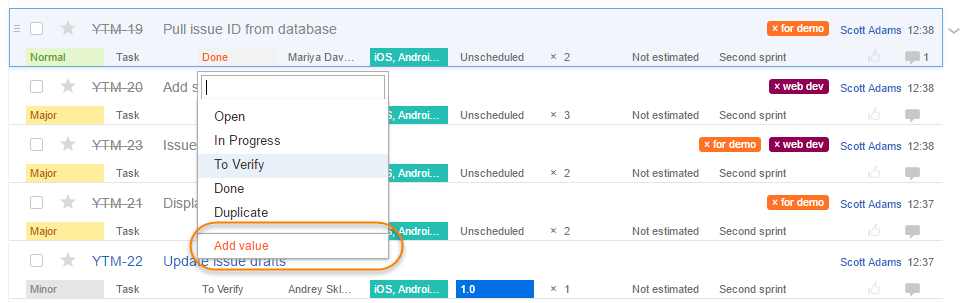 YTM-19 Pull issue ID from database × for demo Scott Adams 12:38
Normal Task Done Mariya Dav... iOS, Androi... Unscheduled × 2 Not estimated Second sprint 1
YTM-20 Add s × web dev Scott Adams 12:38
Major Task iOS, Androi... Unscheduled × 3 Not estimated Second sprint
Open
In Progress
YTM-23 Issue × for demo × web dev Scott Adams 12:38
To Verify
Major Task iOS, Androi... Unscheduled × 2 Not estimated Second sprint
Done
YTM-21 Displa × for demo Scott Adams 12:37
Duplicate
Major Task iOS, Androi... Unscheduled × 2 Not estimated Second sprint
Add value
YTM-22 Update issue drafts Scott Adams 12:37
Minor Task To Verify Andrey Skl... iOS, Androi... 1.0 × 1 Not estimated Second sprint